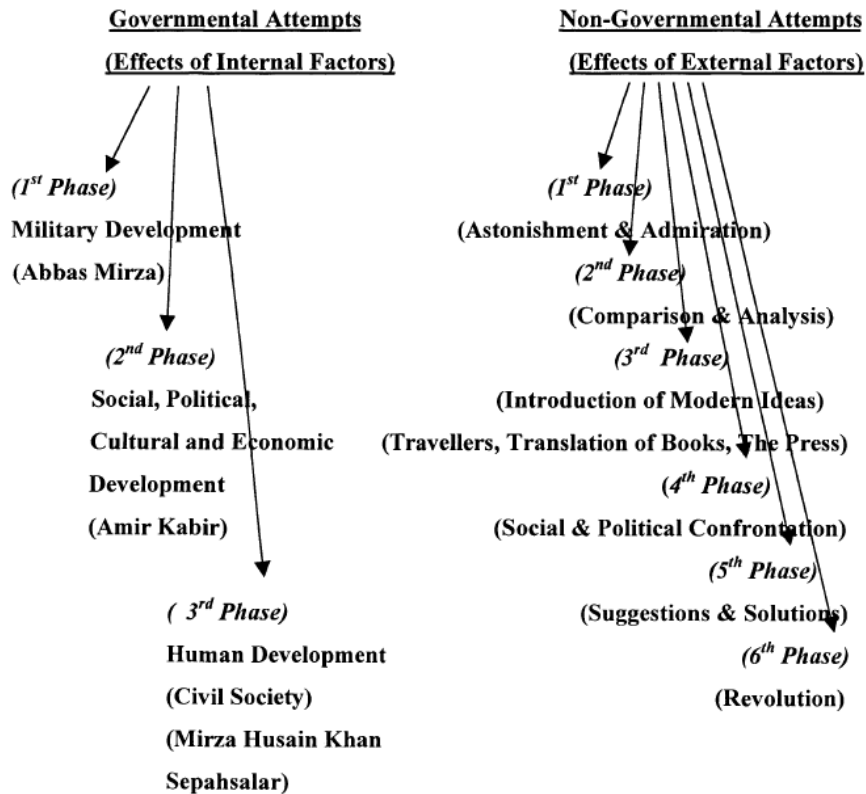 Governmental Attempts
(Effects of Internal Factors)
(1st Phase)
Military Development
(Abbas Mirza)
(2nd Phase)
Social, Political,
Cultural and Economic
Development
(Amir Kabir)
( 3rd Phase)
Human Development
(Civil Society)
(Mirza Husain Khan
Sepahsalar)
Non-Governmental Attempts
(Effects of External Factors)
(1st Phase)
(Astonishment & Admiration)
(2nd Phase)
(Comparison & Analysis)
(3rd Phase)
(Introduction of Modern Ideas)
(Travellers, Translation of Books, The Press)
(4th Phase)
(Social & Political Confrontation)
(5th Phase)
(Suggestions & Solutions)
(6th Phase)
(Revolution)